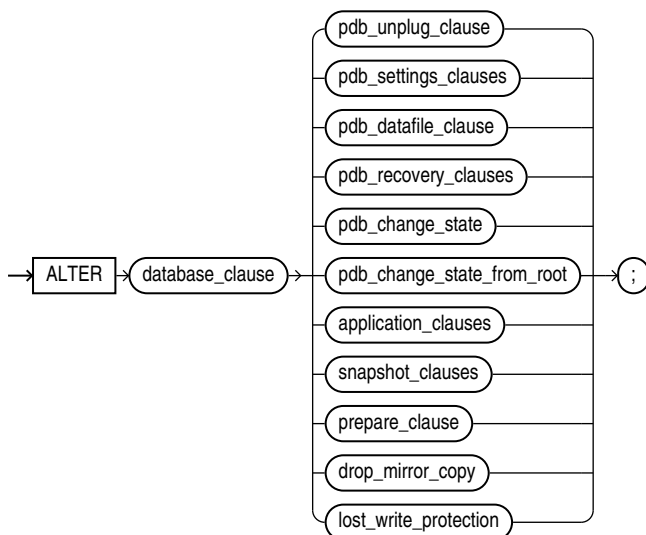 pdb_unplug_clause
pdb_settings_clauses
pdb_datafile_clause
pdb_recovery_clauses
pdb_change_state
ALTER database_clause pdb_change_state_from_root ;
application_clauses
snapshot_clauses
prepare_clause
drop_mirror_copy
lost_write_protection